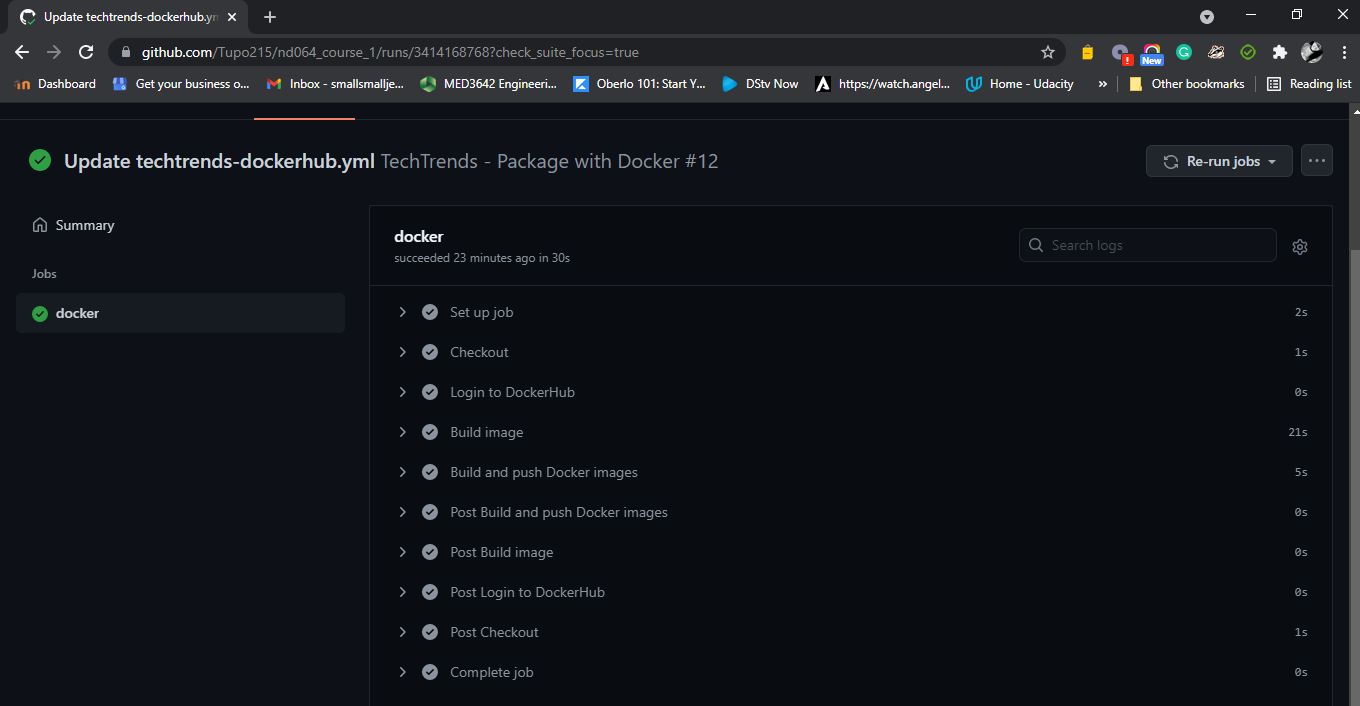 Update techtrends-dockerhub.yn
github.com/Tupo215/nd064_course_1/runs/3414168768?check_suite_focus=true
New
Dashboard Get your business o... Inbox - smallsmallje... MED3642 Engineeri... Oberlo 101: Start Y... DStv Now https://watch.angel... Home - Udacity » Other bookmarks Reading list
Update techtrends-dockerhub.yml TechTrends - Package with Docker #12
Re-run jobs
Summary
Jobs
docker
docker
succeeded 23 minutes ago in 30s
Search logs
Set up job 2s
Checkout 1s
Login to DockerHub 0s
Build image 21s
Build and push Docker images 5s
Post Build and push Docker images 0s
Post Build image 0s
Post Login to DockerHub 0s
Post Checkout 1s
Complete job 0s